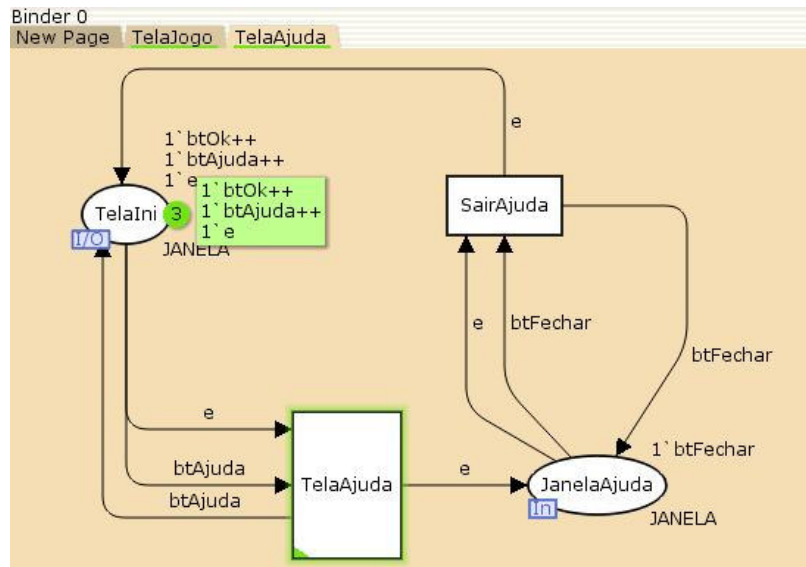 Binder 0
New Page TelaJogo TelaAjuda
e
1`btOk++
1`btAjuda++
1`e
1`btOk++
1`btAjuda++
1`e
TelaIni 3
I/O
JANELA
SairAjuda
e
btFechar
btFechar
e
btAjuda
btAjuda
TelaAjuda
e
1`btFechar
JanelaAjuda
In
JANELA